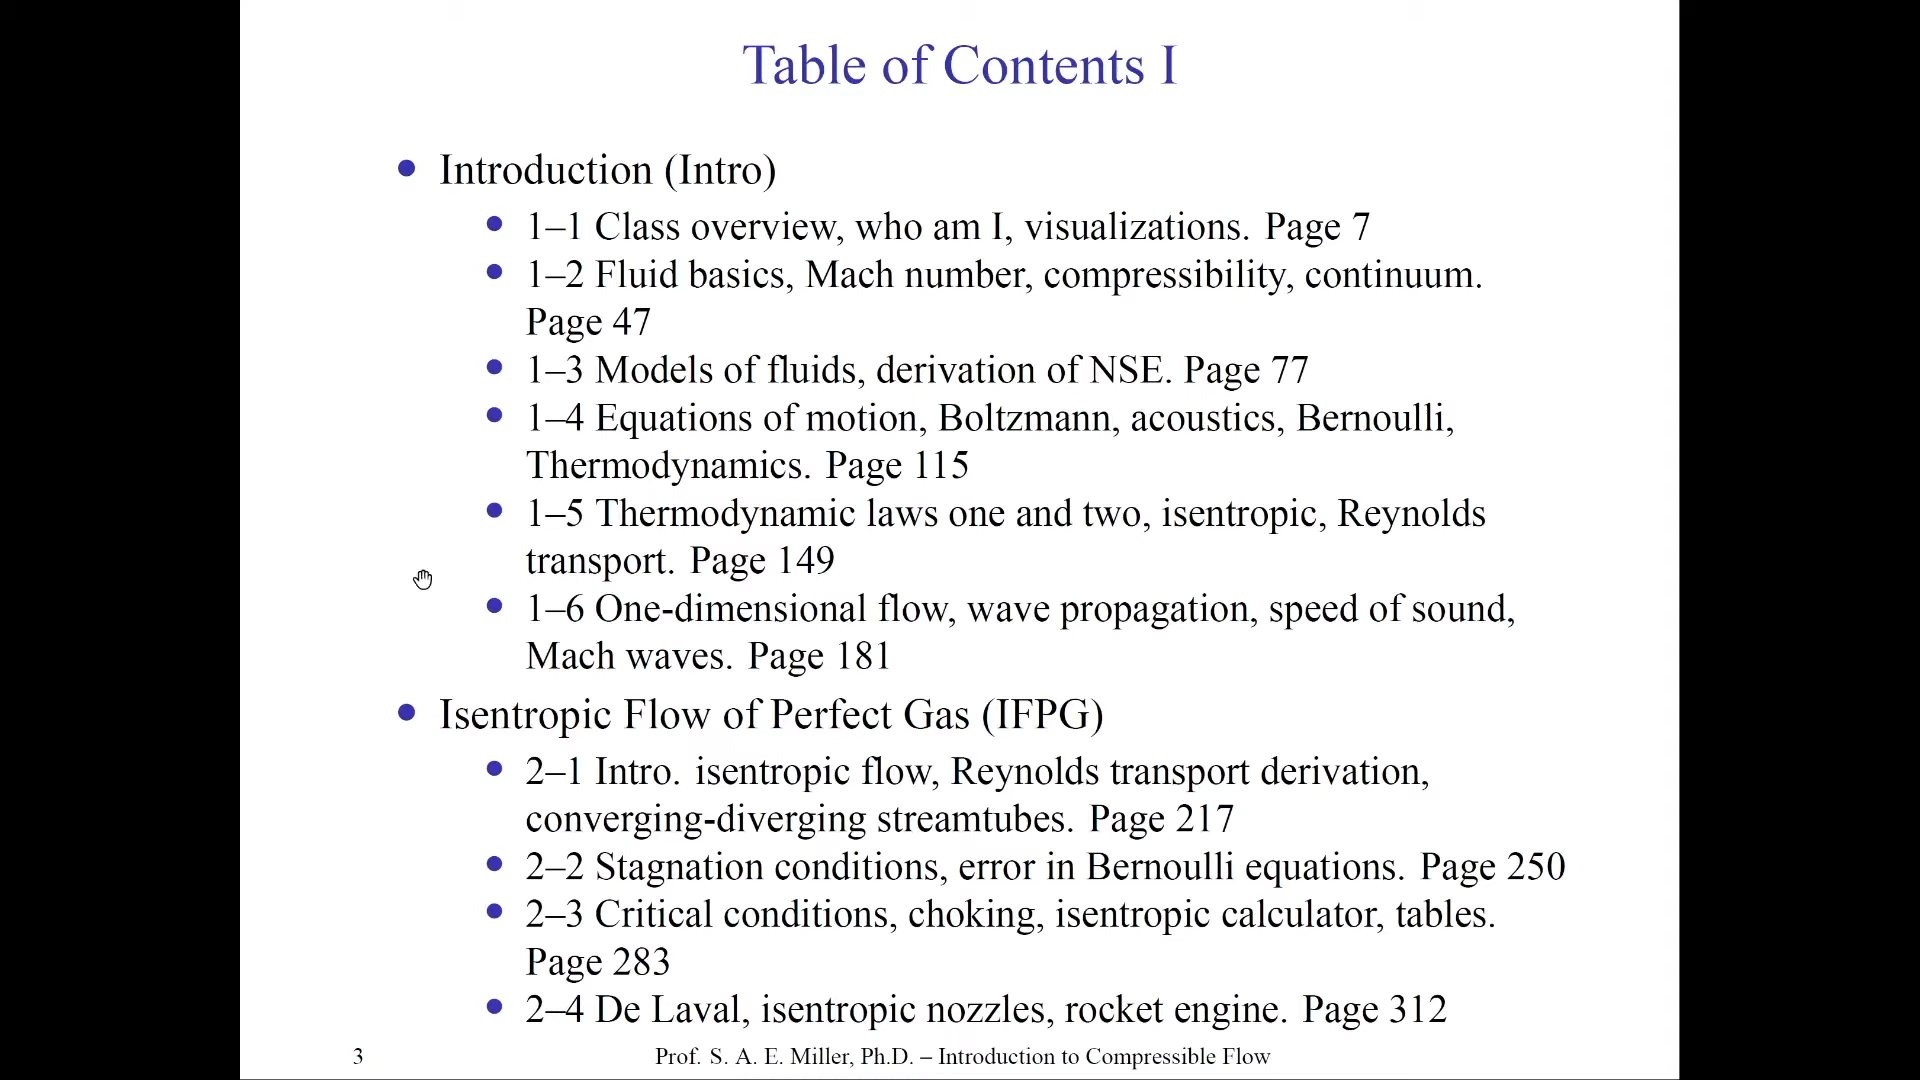 Table of Contents I
Introduction (Intro)
1–1 Class overview, who am I, visualizations. Page 7
1–2 Fluid basics, Mach number, compressibility, continuum.
Page 47
1–3 Models of fluids, derivation of NSE. Page 77
1–4 Equations of motion, Boltzmann, acoustics, Bernoulli,
Thermodynamics. Page 115
1–5 Thermodynamic laws one and two, isentropic, Reynolds
transport. Page 149
1–6 One-dimensional flow, wave propagation, speed of sound,
Mach waves. Page 181
Isentropic Flow of Perfect Gas (IFPG)
2–1 Intro. isentropic flow, Reynolds transport derivation,
converging-diverging streamtubes. Page 217
2–2 Stagnation conditions, error in Bernoulli equations. Page 250
2–3 Critical conditions, choking, isentropic calculator, tables.
Page 283
2–4 De Laval, isentropic nozzles, rocket engine. Page 312
3 Prof. S. A. E. Miller, Ph.D. – Introduction to Compressible Flow